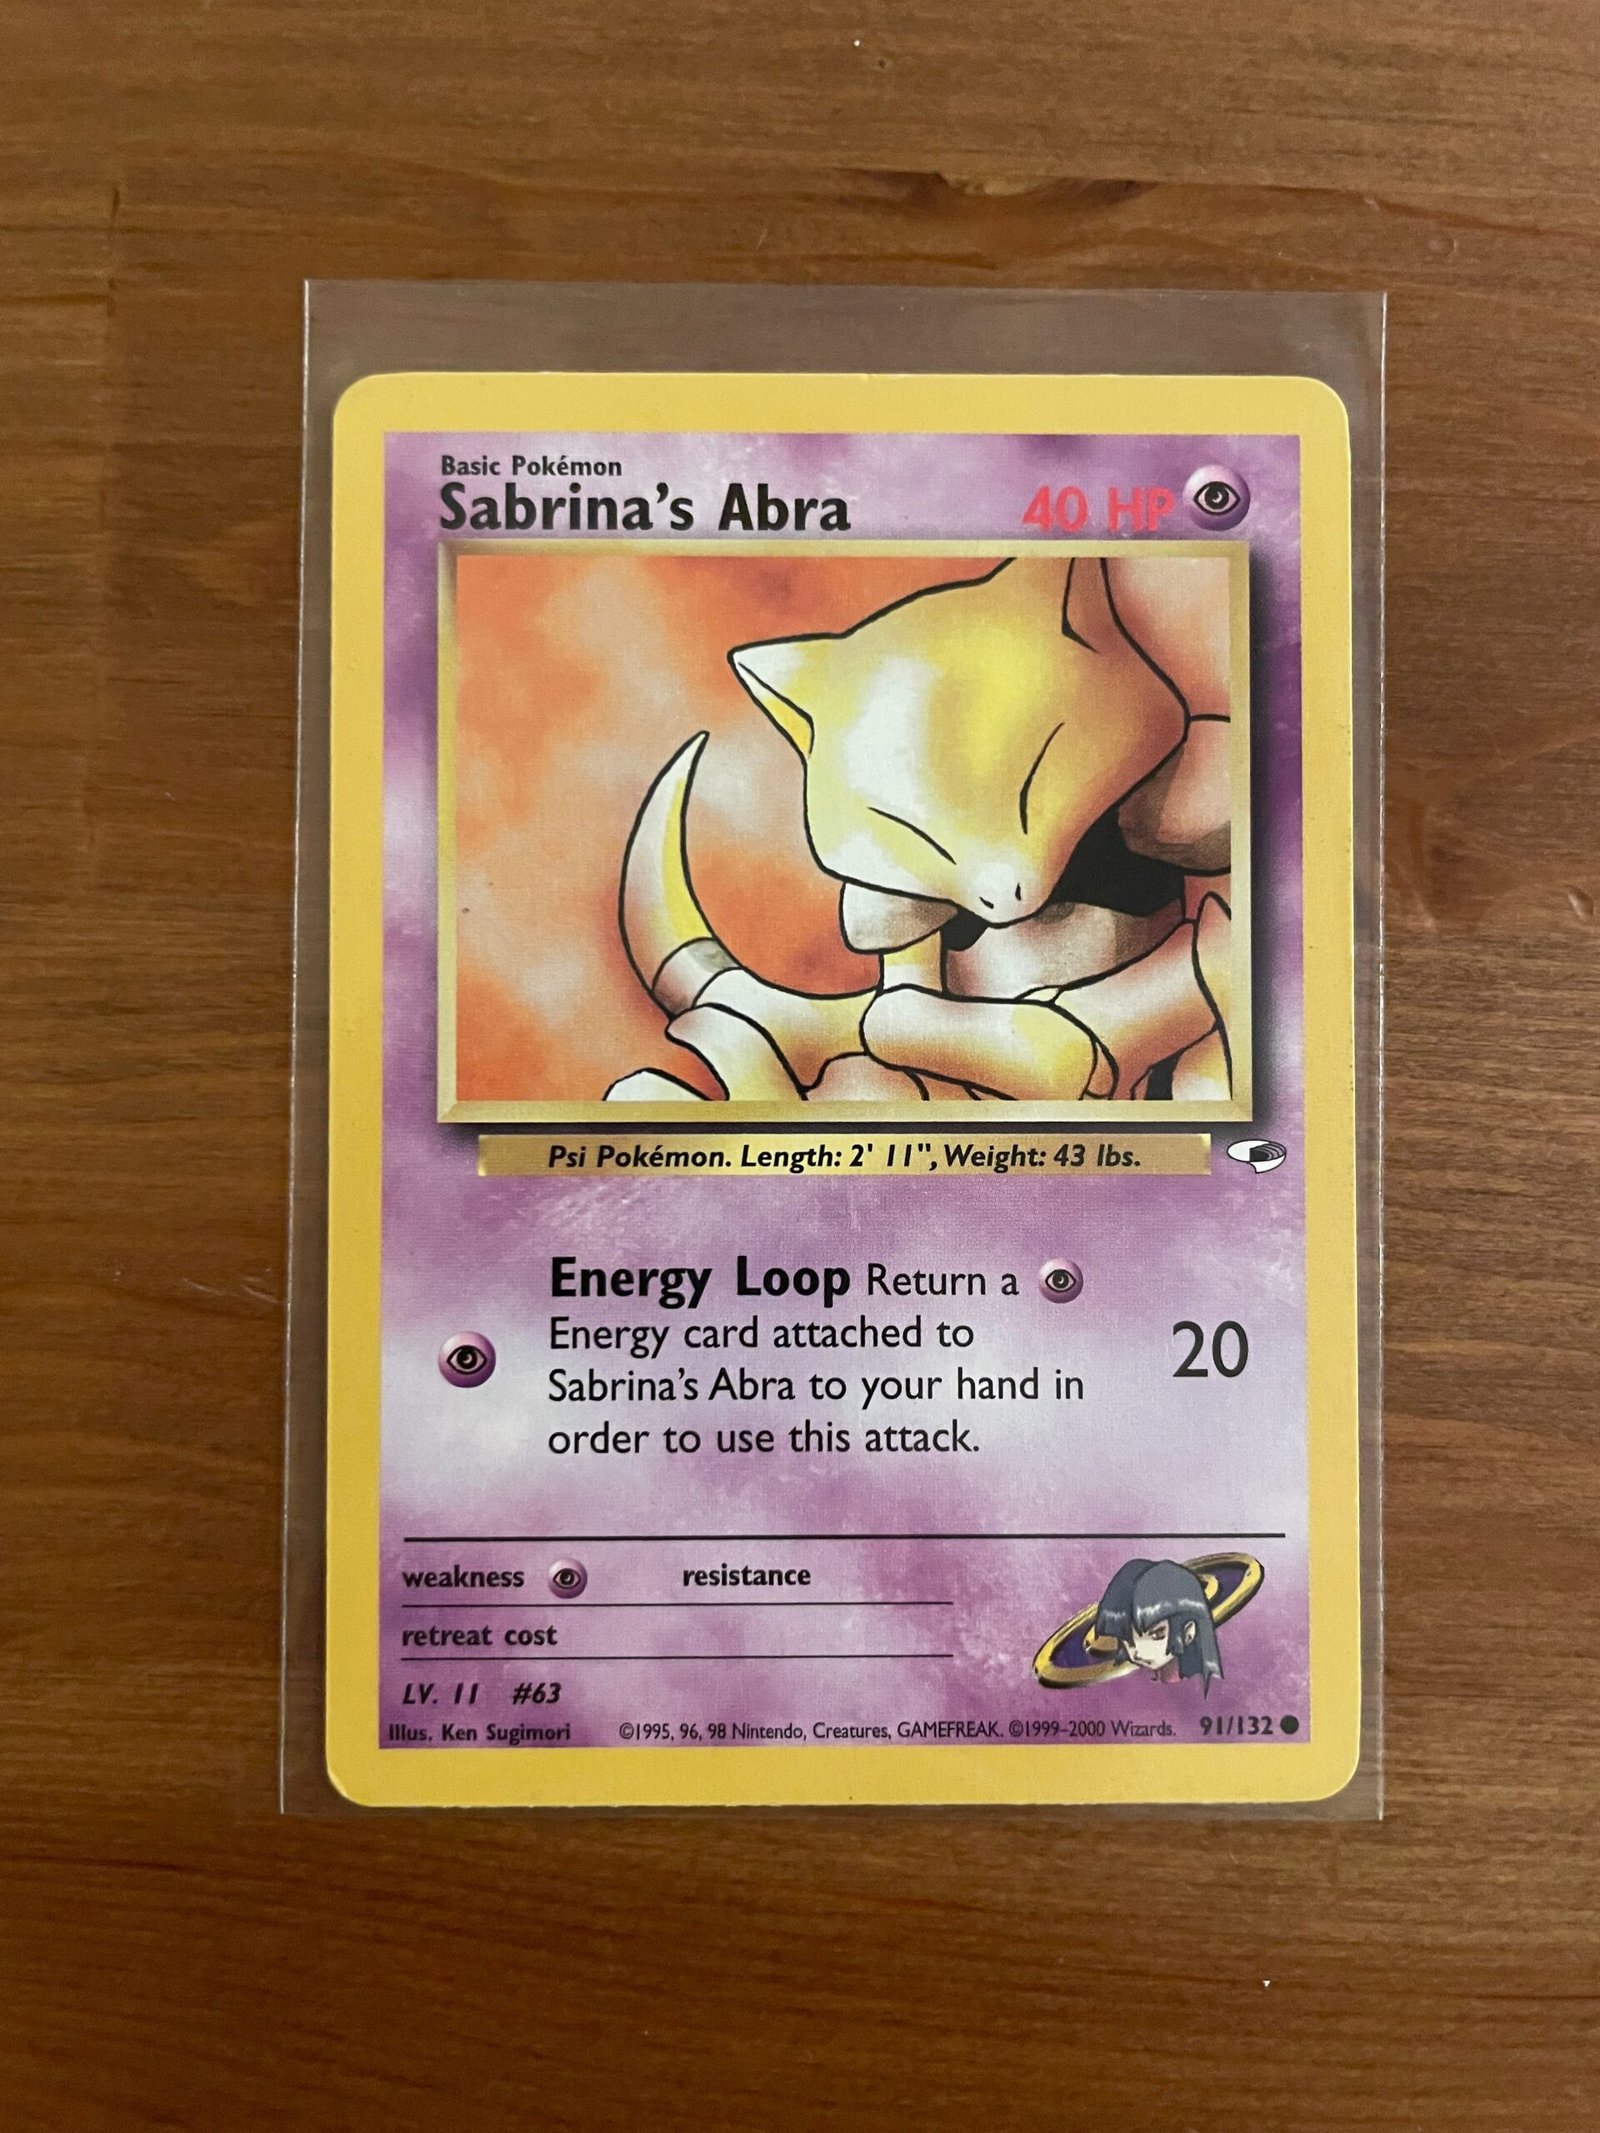 Basic Pokémon
Sabrina's Abra 40 HP
Psi Pokémon. Length: 2' 11", Weight: 43 lbs.
Energy Loop Return a
Energy card attached to
Sabrina's Abra to your hand in
order to use this attack.
20
weakness resistance
retreat cost
LV. 11 #63
Illus. Ken Sugimori ©1995, 96, 98 Nintendo, Creatures, GAMEFREAK. ©1999–2000 Wizards. 91/132